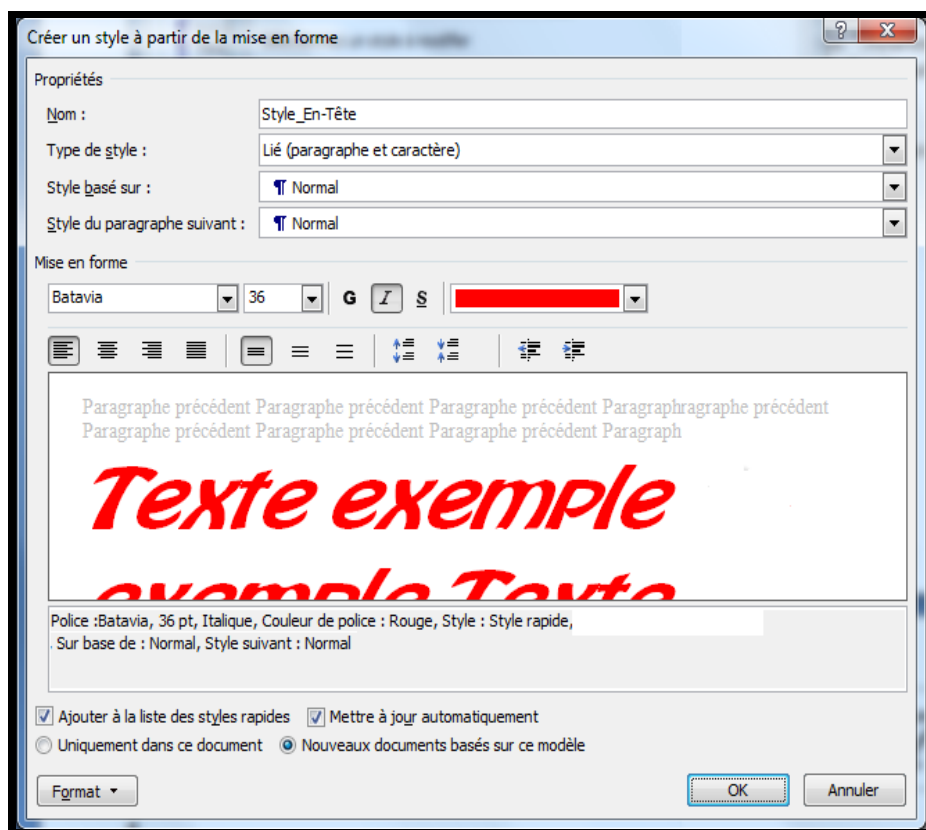 Créer un style à partir de la mise en forme
Propriétés
Nom : Style_En-Tête
Type de style : Lié (paragraphe et caractère)
Style basé sur : ¶ Normal
Style du paragraphe suivant : ¶ Normal
Mise en forme
Batavia 36 G I S
Paragraphe précédent Paragraphe précédent Paragraphe précédent Paragraphragraphe précédent
Paragraphe précédent Paragraphe précédent Paragraphe précédent Paragraph
Texte exemple
exemple Texte
Police :Batavia, 36 pt, Italique, Couleur de police : Rouge, Style : Style rapide,
Sur base de : Normal, Style suivant : Normal
Ajouter à la liste des styles rapides Mettre à jour automatiquement
Uniquement dans ce document Nouveaux documents basés sur ce modèle
Format OK Annuler